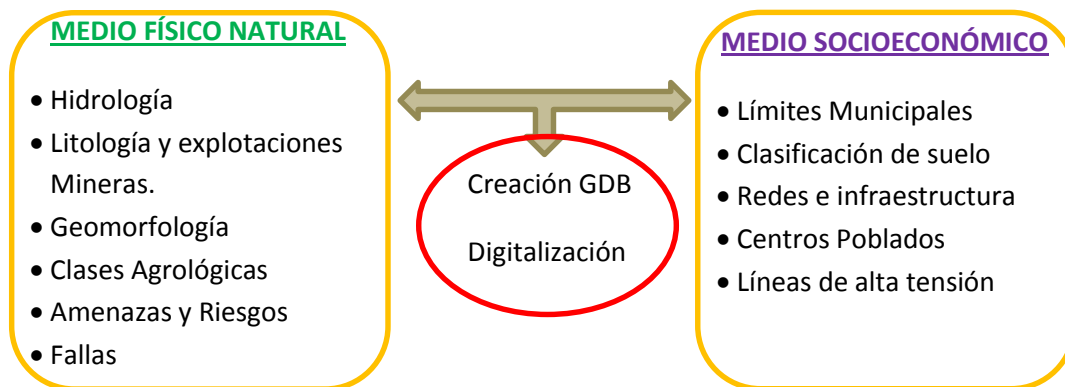 MEDIO FÍSICO NATURAL
• Hidrología
• Litología y explotaciones
Mineras.
• Geomorfología
• Clases Agrológicas
• Amenazas y Riesgos
• Fallas
Creación GDB
Digitalización
MEDIO SOCIOECONÓMICO
• Límites Municipales
• Clasificación de suelo
• Redes e infraestructura
• Centros Poblados
• Líneas de alta tensión